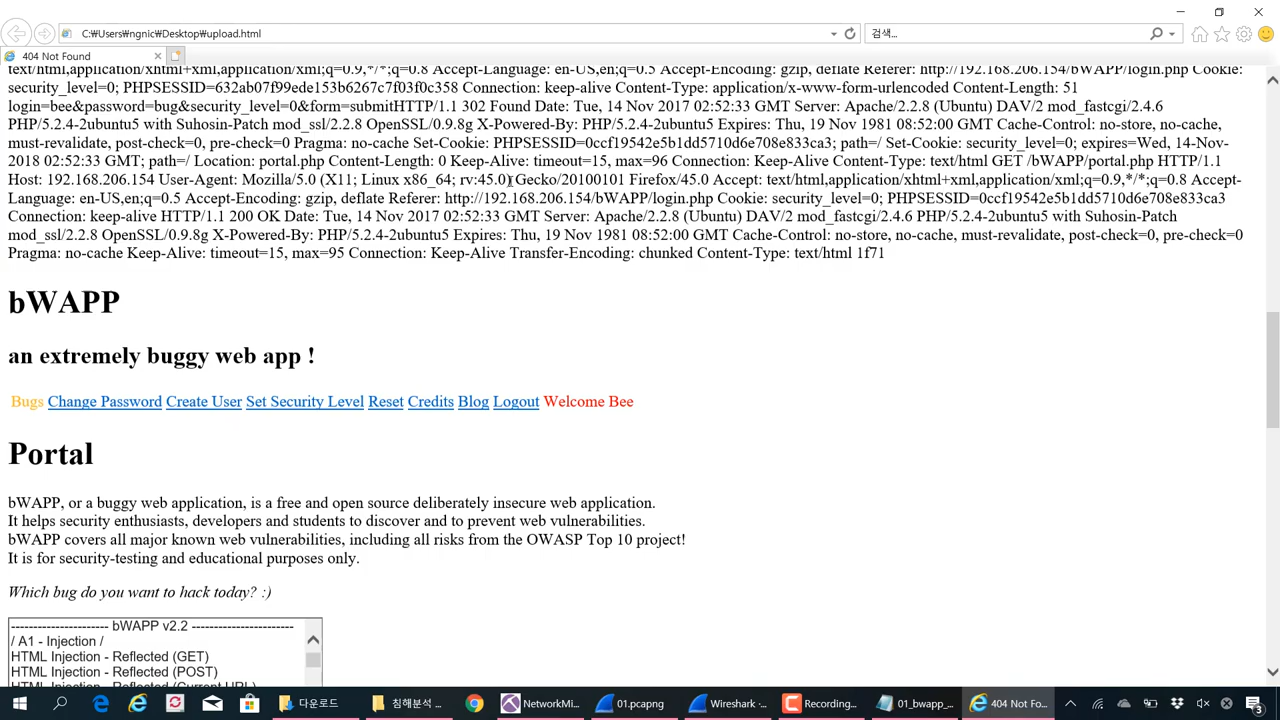 C:₩Users₩ngnic₩Desktop₩upload.html
검색...
404 Not Found
text/html,application/xhtml+xml,application/xml;q=0.9,*/*;q=0.8 Accept-Language: en-US,en;q=0.5 Accept-Encoding: gzip, deflate Referer: http://192.168.206.154/bWAPP/login.php Cookie:
security_level=0; PHPSESSID=632ab07f99ede153b6267c7f03f0c358 Connection: keep-alive Content-Type: application/x-www-form-urlencoded Content-Length: 51
login=bee&password=bug&security_level=0&form=submitHTTP/1.1 302 Found Date: Tue, 14 Nov 2017 02:52:33 GMT Server: Apache/2.2.8 (Ubuntu) DAV/2 mod_fastcgi/2.4.6
PHP/5.2.4-2ubuntu5 with Suhosin-Patch mod_ssl/2.2.8 OpenSSL/0.9.8g X-Powered-By: PHP/5.2.4-2ubuntu5 Expires: Thu, 19 Nov 1981 08:52:00 GMT Cache-Control: no-store, no-cache,
must-revalidate, post-check=0, pre-check=0 Pragma: no-cache Set-Cookie: PHPSESSID=0ccf19542e5b1dd5710d6e708e833ca3; path=/ Set-Cookie: security_level=0; expires=Wed, 14-Nov-
2018 02:52:33 GMT; path=/ Location: portal.php Content-Length: 0 Keep-Alive: timeout=15, max=96 Connection: Keep-Alive Content-Type: text/html GET /bWAPP/portal.php HTTP/1.1
Host: 192.168.206.154 User-Agent: Mozilla/5.0 (X11; Linux x86_64; rv:45.0) Gecko/20100101 Firefox/45.0 Accept: text/html,application/xhtml+xml,application/xml;q=0.9,*/*;q=0.8 Accept-
Language: en-US,en;q=0.5 Accept-Encoding: gzip, deflate Referer: http://192.168.206.154/bWAPP/login.php Cookie: security_level=0; PHPSESSID=0ccf19542e5b1dd5710d6e708e833ca3
Connection: keep-alive HTTP/1.1 200 OK Date: Tue, 14 Nov 2017 02:52:33 GMT Server: Apache/2.2.8 (Ubuntu) DAV/2 mod_fastcgi/2.4.6 PHP/5.2.4-2ubuntu5 with Suhosin-Patch
mod_ssl/2.2.8 OpenSSL/0.9.8g X-Powered-By: PHP/5.2.4-2ubuntu5 Expires: Thu, 19 Nov 1981 08:52:00 GMT Cache-Control: no-store, no-cache, must-revalidate, post-check=0, pre-check=0
Pragma: no-cache Keep-Alive: timeout=15, max=95 Connection: Keep-Alive Transfer-Encoding: chunked Content-Type: text/html 1f71
bWAPP
an extremely buggy web app !
Bugs Change Password Create User Set Security Level Reset Credits Blog Logout Welcome Bee
Portal
bWAPP, or a buggy web application, is a free and open source deliberately insecure web application.
It helps security enthusiasts, developers and students to discover and to prevent web vulnerabilities.
bWAPP covers all major known web vulnerabilities, including all risks from the OWASP Top 10 project!
It is for security-testing and educational purposes only.
Which bug do you want to hack today? :)
---------------------- bWAPP v2.2 -----------------------
/ A1 - Injection /
HTML Injection - Reflected (GET)
HTML Injection - Reflected (POST)
HTML Injection - Reflected (Current URL)
다운로드 침해분석 ... NetworkMi... 01.pcapng Wireshark ·... Recording... 01_bwapp_... 404 Not Fo... 3